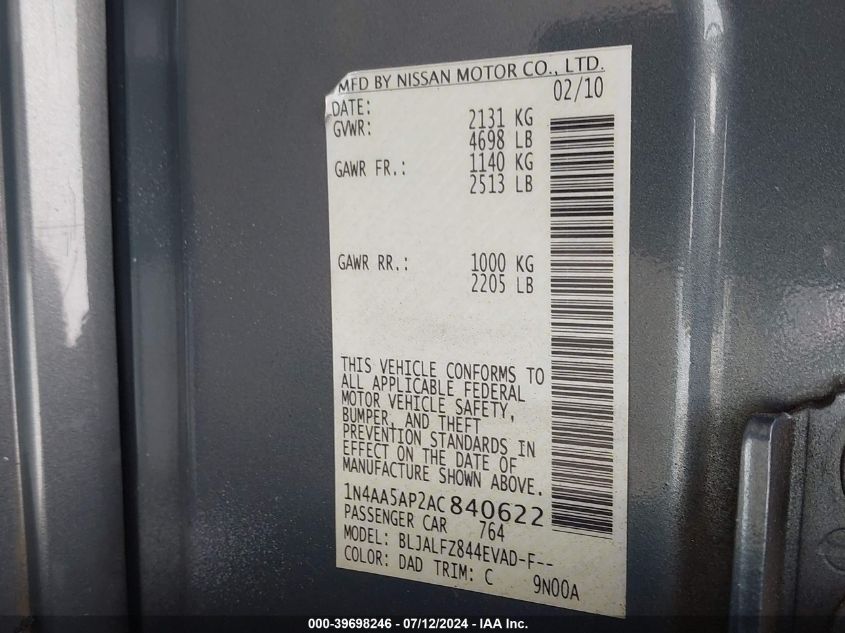 MFD BY NISSAN MOTOR CO., LTD.
DATE: 02/10
GVWR: 2131 KG
4698 LB
GAWR FR.: 1140 KG
2513 LB
GAWR RR.: 1000 KG
2205 LB
THIS VEHICLE CONFORMS TO
ALL APPLICABLE FEDERAL
MOTOR VEHICLE SAFETY,
BUMPER, AND THEFT
PREVENTION STANDARDS IN
EFFECT ON THE DATE OF
MANUFACTURE SHOWN ABOVE.
1N4AA5AP2AC840622
PASSENGER CAR 764
MODEL: BLJALFZ844EVAD-F--
COLOR: DAD TRIM: C 9N00A
000-39698246 - 07/12/2024 - IAA Inc.